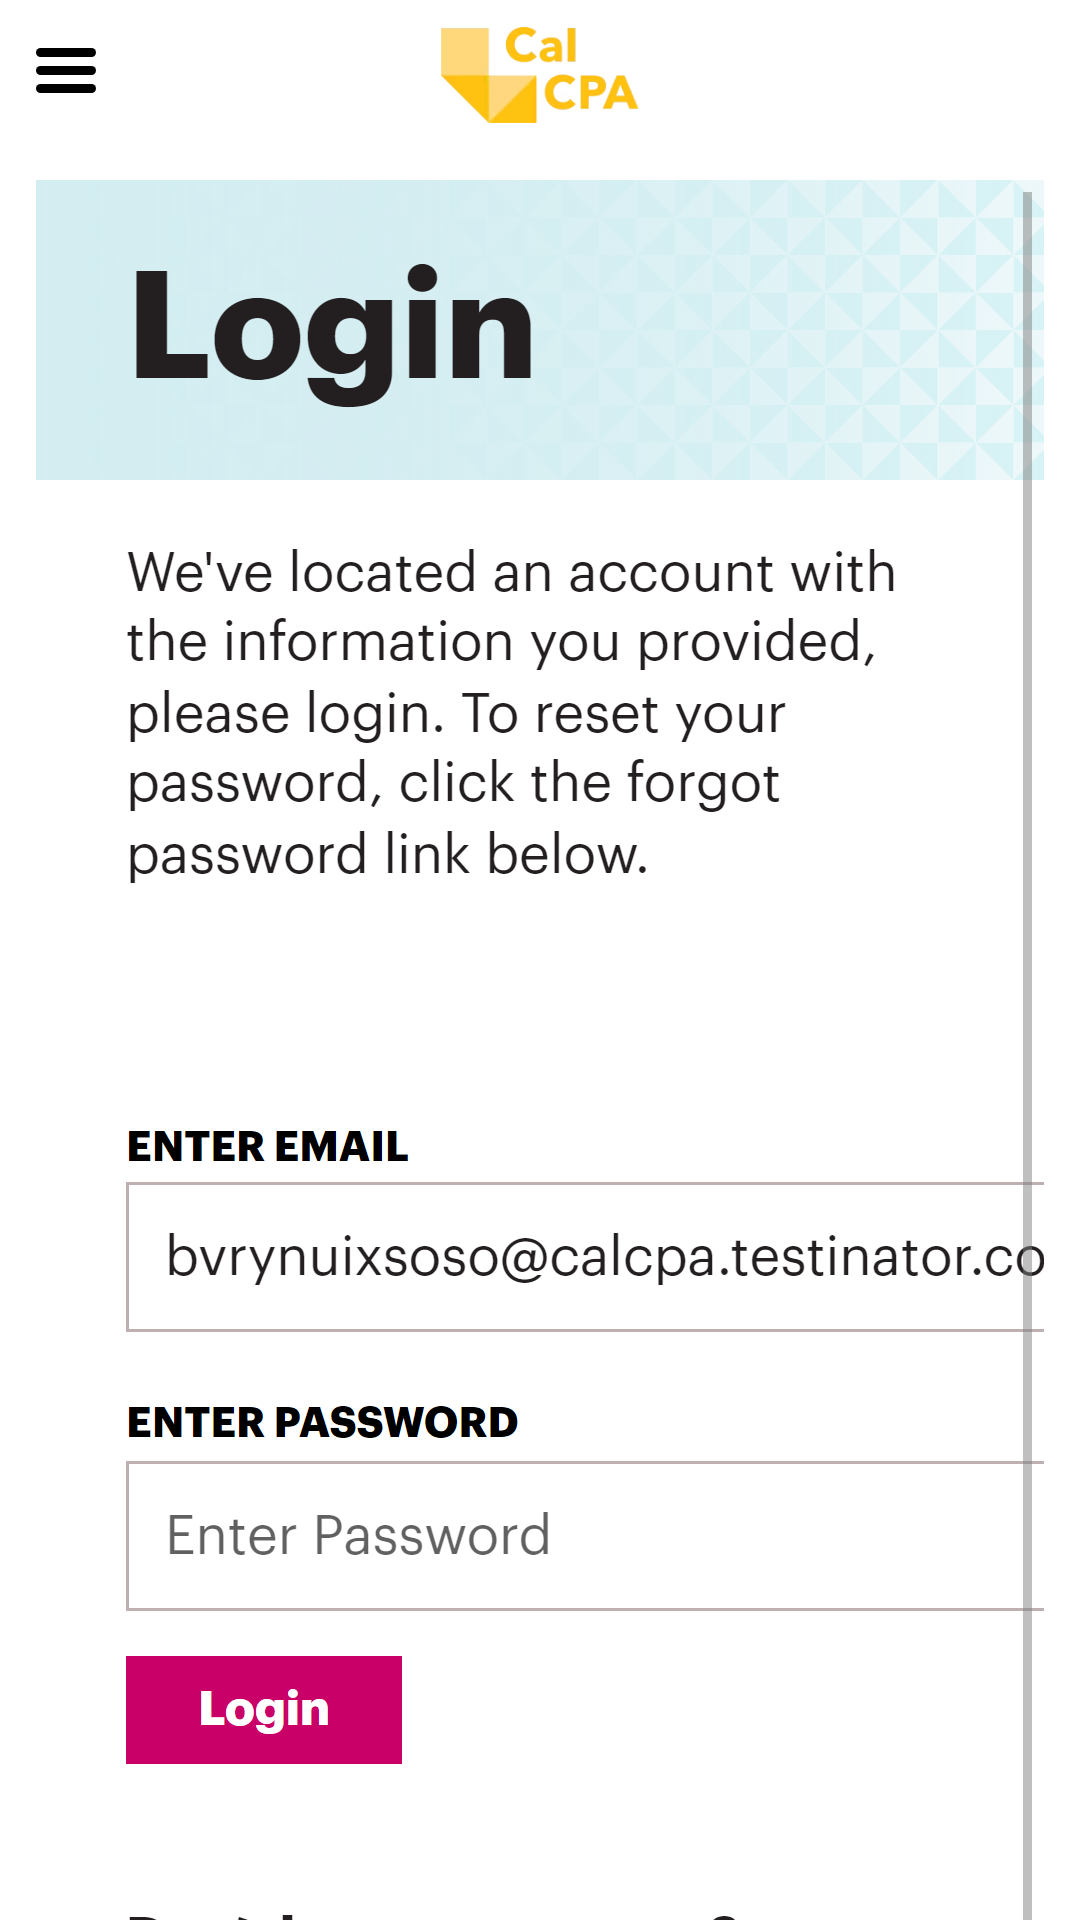 Cal
CPA
Login
We've located an account with
the information you provided,
please login. To reset your
password, click the forgot
password link below.
ENTER EMAIL
bvrynuixsoso@calcpa.testinator.co
ENTER PASSWORD
Enter Password
Login